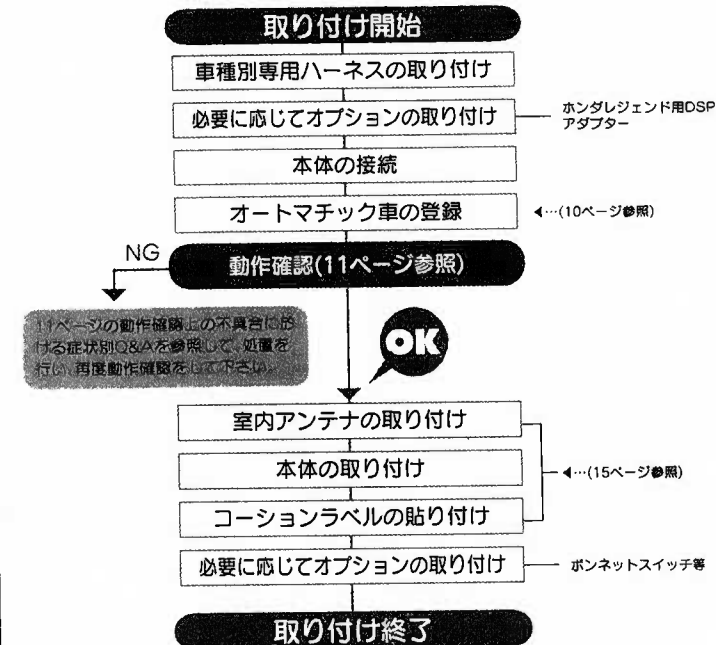 取り付け開始
車種別専用ハーネスの取り付け
必要に応じてオプションの取り付け
ホンダレジェンド用DSP
アダプター
本体の接続
オートマチック車の登録
◀…(10ページ参照)
NG
動作確認(11ページ参照)
11ページの動作確認上の不具合にお
ける症状別Q&Aを参照して、処置を
行い、再度動作確認をして下さい。
OK
室内アンテナの取り付け
本体の取り付け
◀…(15ページ参照)
コーションラベルの貼り付け
必要に応じてオプションの取り付け
ボンネットスイッチ等
取り付け終了